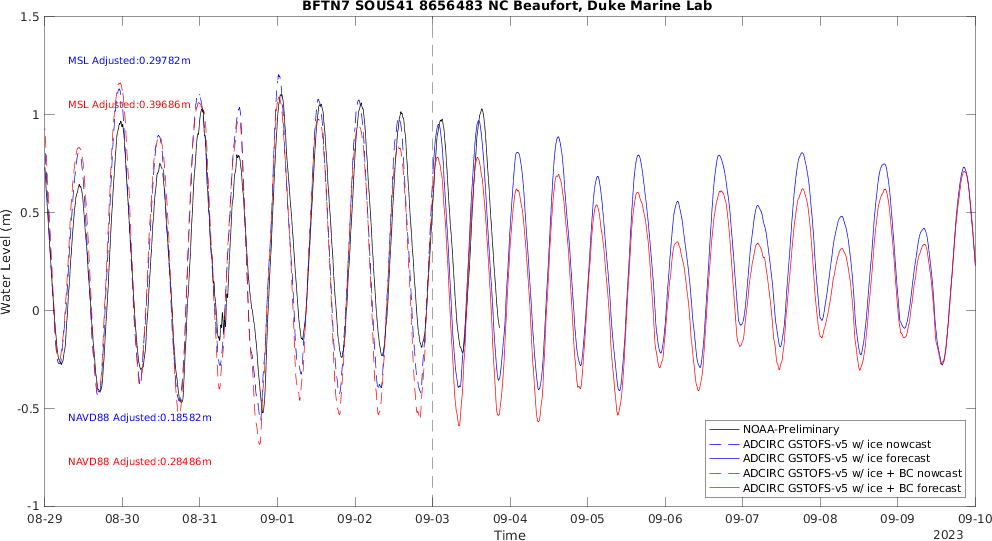 BFTN7 SOUS41 8656483 NC Beaufort, Duke Marine Lab
1.5
MSL Adjusted:0.29782m
MSL Adjusted:0.39686m
1
0.5
Water Level (m)
0
-0.5
NAVD88 Adjusted:0.18582m
NAVD88 Adjusted:0.28486m
NOAA-Preliminary
ADCIRC GSTOFS-v5 w/ ice nowcast
ADCIRC GSTOFS-v5 w/ ice forecast
ADCIRC GSTOFS-v5 w/ ice + BC nowcast
ADCIRC GSTOFS-v5 w/ ice + BC forecast
-1
08-29 08-30 08-31 09-01 09-02 09-03 09-04 09-05 09-06 09-07 09-08 09-09 09-10
Time
2023